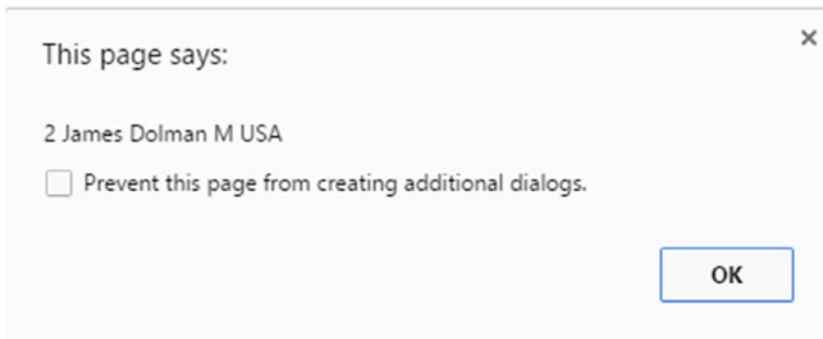 This page says:
2 James Dolman M USA
Prevent this page from creating additional dialogs.
OK